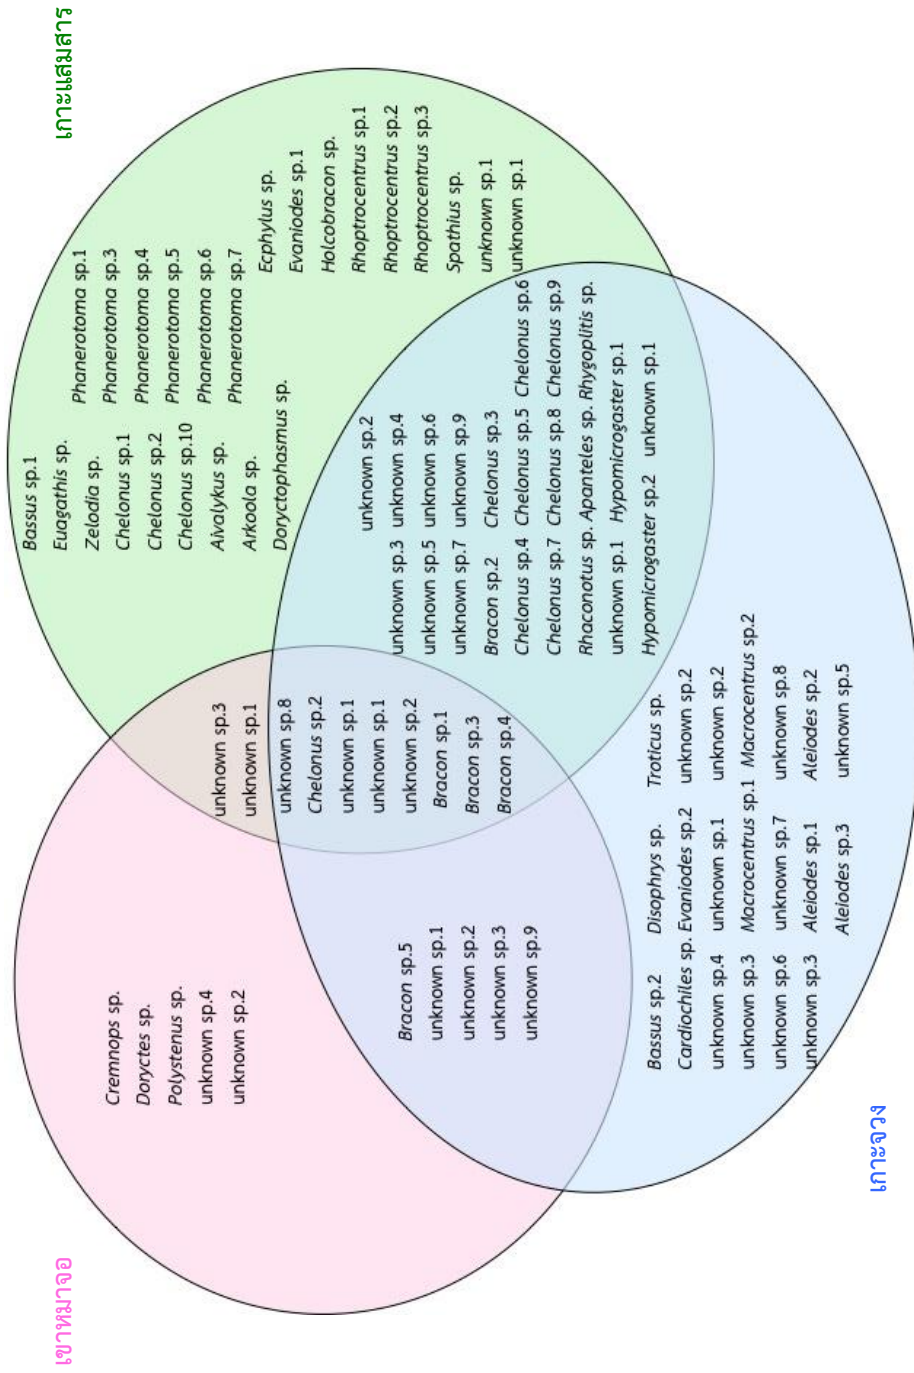 เขาหมาจอ
เกาะแสมสาร
Cremnops sp.
Doryctes sp.
Polystenus sp.
unknown sp.4
unknown sp.2
unknown sp.3
unknown sp.1
Bassus sp.1
Euagathis sp.
Zelodia sp.
Chelonus sp.1
Chelonus sp.2
Chelonus sp.10
Aivalykus sp.
Arkoola sp.
Doryctophasmus sp.
Phanerotoma sp.1
Phanerotoma sp.3
Phanerotoma sp.4
Phanerotoma sp.5
Phanerotoma sp.6
Phanerotoma sp.7
Ecphylus sp.
Evaniodes sp.1
Holcobracon sp.
Rhoptrocentrus sp.1
Rhoptrocentrus sp.2
Rhoptrocentrus sp.3
Spathius sp.
unknown sp.1
unknown sp.1
unknown sp.8
Chelonus sp.2
unknown sp.1
unknown sp.1
unknown sp.2
Bracon sp.1
Bracon sp.3
Bracon sp.4
unknown sp.2
unknown sp.3 unknown sp.4
unknown sp.5 unknown sp.6
unknown sp.7 unknown sp.9
Bracon sp.2 Chelonus sp.3
Chelonus sp.4 Chelonus sp.5 Chelonus sp.6
Chelonus sp.7 Chelonus sp.8 Chelonus sp.9
Rhaconotus sp. Apanteles sp. Rhygoplitis sp.
unknown sp.1 Hypomicrogaster sp.1
Hypomicrogaster sp.2 unknown sp.1
Bracon sp.5
unknown sp.1
unknown sp.2
unknown sp.3
unknown sp.9
Bassus sp.2 Disophrys sp. Troticus sp.
Cardiochiles sp. Evaniodes sp.2 unknown sp.2
unknown sp.4 unknown sp.1 unknown sp.2
unknown sp.3 Macrocentrus sp.1 Macrocentrus sp.2
unknown sp.6 unknown sp.7 unknown sp.8
unknown sp.3 Aleiodes sp.1 Aleiodes sp.2
Aleiodes sp.3 unknown sp.5
เกาะจวง